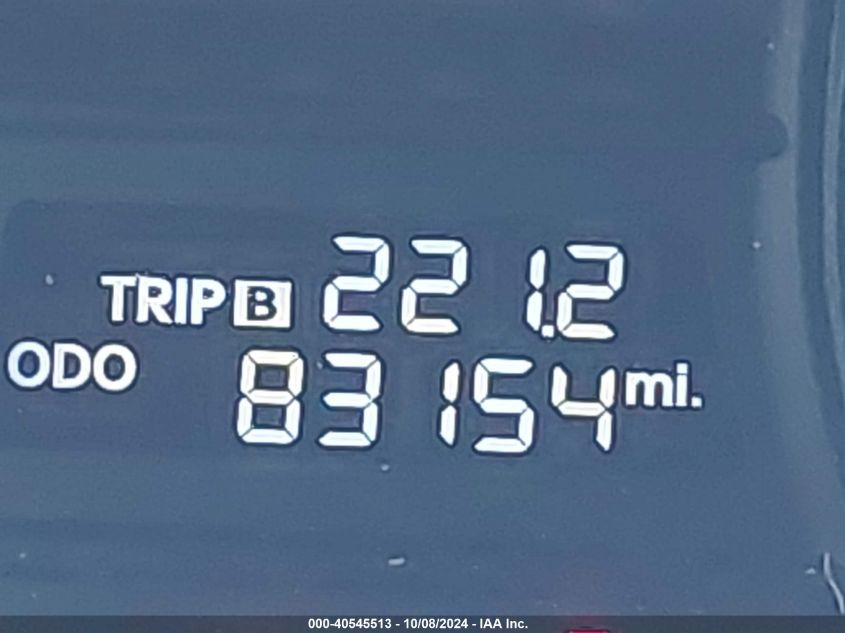 TRIP B 221.2
ODO 83154 mi.
000-40545513 - 10/08/2024 - IAA Inc.